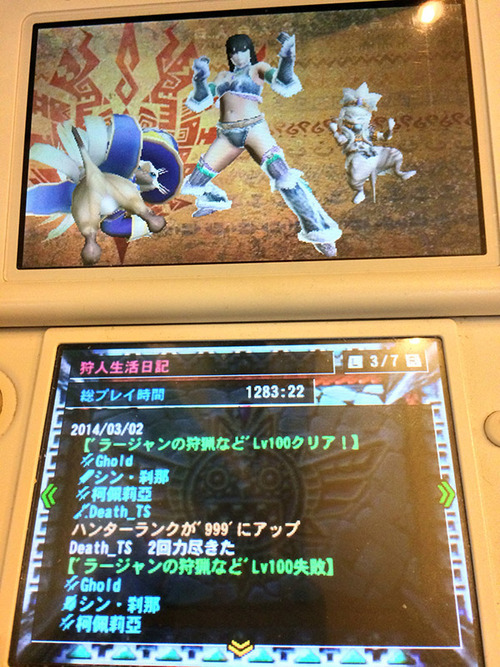 狩人生活日記
L 3/7
総プレイ時間 1283:22
2014/03/02
【ﾞラージャンの狩猟などﾞLv100クリア！】
Ghold
シン・刹那
柯佩莉亞
Death_TS
ハンターランクがﾞ999ﾞにアップ
Death_TS 2回力尽きた
【ﾞラージャンの狩猟などﾞLv100失敗】
Ghold
シン・刹那
柯佩莉亞